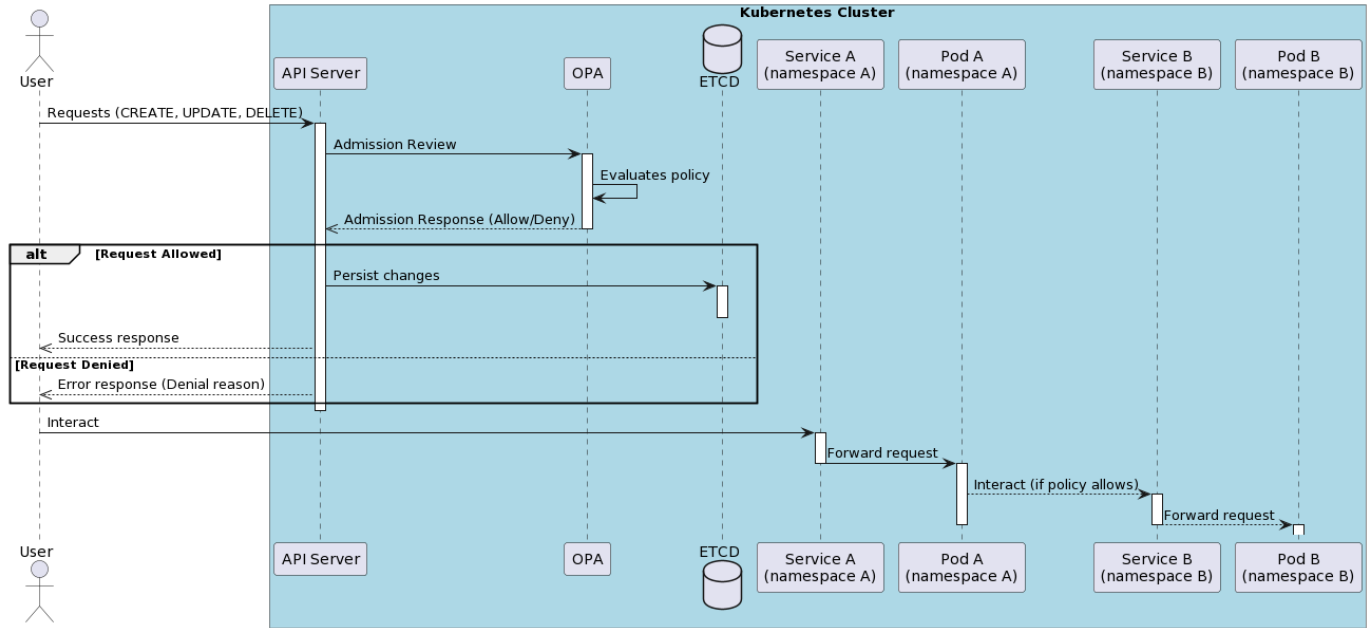 Kubernetes Cluster
User
API Server
OPA
ETCD
Service A
(namespace A)
Pod A
(namespace A)
Service B
(namespace B)
Pod B
(namespace B)
Requests (CREATE, UPDATE, DELETE)
Admission Review
Evaluates policy
Admission Response (Allow/Deny)
alt
[Request Allowed]
Persist changes
Success response
[Request Denied]
Error response (Denial reason)
Interact
Forward request
Interact (if policy allows)
Forward request
User
API Server
OPA
ETCD
Service A
(namespace A)
Pod A
(namespace A)
Service B
(namespace B)
Pod B
(namespace B)